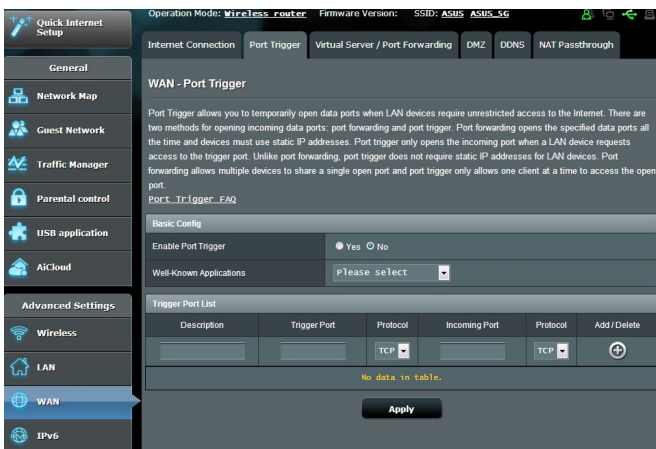 Quick Internet
Setup
Operation Mode: Wireless router Firmware Version: SSID: ASUS ASUS_5G
Internet Connection Port Trigger Virtual Server / Port Forwarding DMZ DDNS NAT Passthrough
General
Network Map
Guest Network
Traffic Manager
Parental control
USB application
AiCloud
Advanced Settings
Wireless
LAN
WAN
IPv6
WAN - Port Trigger
Port Trigger allows you to temporarily open data ports when LAN devices require unrestricted access to the Internet. There are
two methods for opening incoming data ports: port forwarding and port trigger. Port forwarding opens the specified data ports all
the time and devices must use static IP addresses. Port trigger only opens the incoming port when a LAN device requests
access to the trigger port. Unlike port forwarding, port trigger does not require static IP addresses for LAN devices. Port
forwarding allows multiple devices to share a single open port and port trigger only allows one client at a time to access the open
port.
Port Trigger FAQ
Basic Config
Enable Port Trigger Yes No
Well-Known Applications Please select
Trigger Port List
Description Trigger Port Protocol Incoming Port Protocol Add / Delete
TCP TCP
No data in table.
Apply